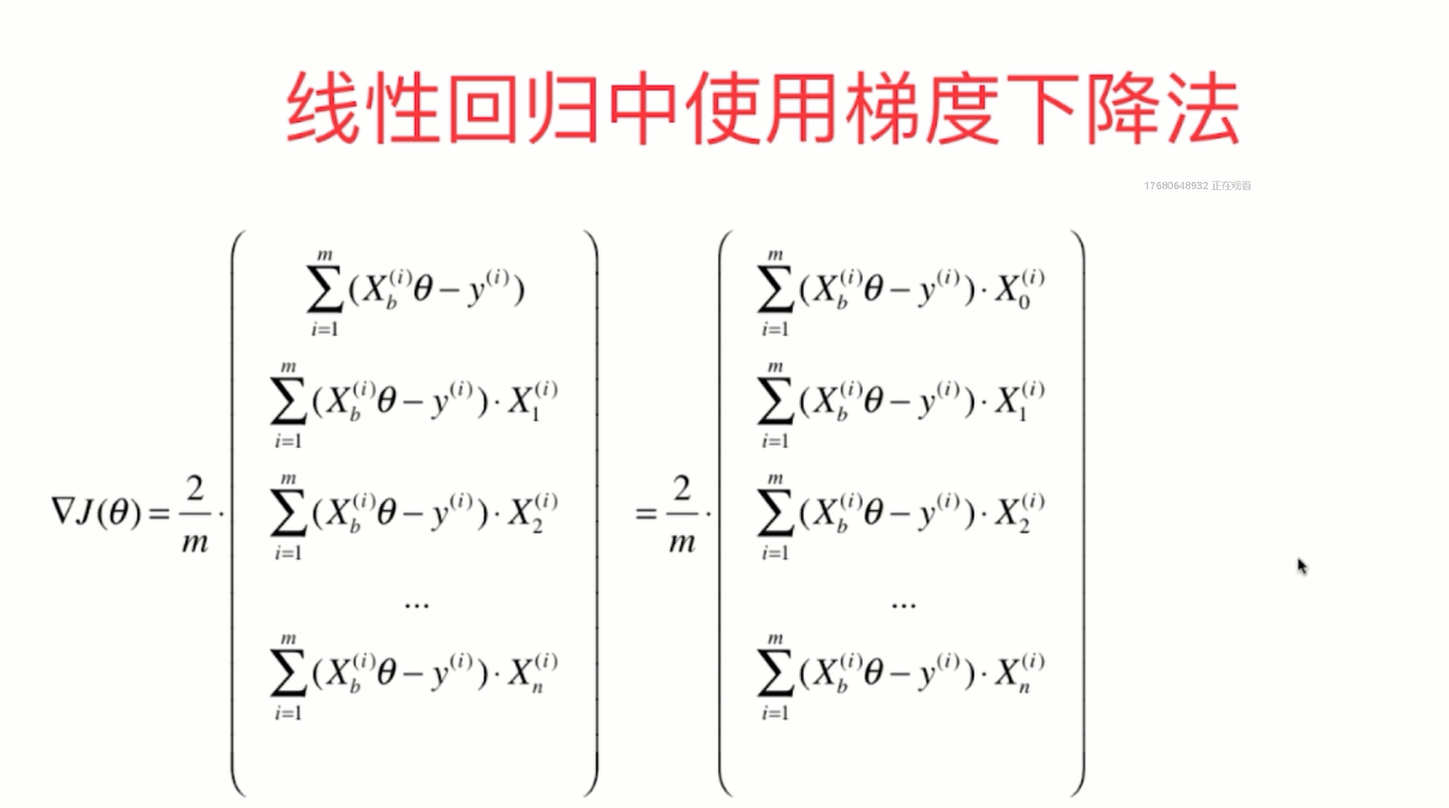 线性回归中使用梯度下降法
17680648932 正在观看
$\nabla J(\theta) = \frac{2}{m} \cdot \begin{pmatrix} \sum_{i=1}^{m} (X_b^{(i)}\theta - y^{(i)}) \\ \sum_{i=1}^{m} (X_b^{(i)}\theta - y^{(i)}) \cdot X_1^{(i)} \\ \sum_{i=1}^{m} (X_b^{(i)}\theta - y^{(i)}) \cdot X_2^{(i)} \\ \cdots \\ \sum_{i=1}^{m} (X_b^{(i)}\theta - y^{(i)}) \cdot X_n^{(i)} \end{pmatrix} = \frac{2}{m} \cdot \begin{pmatrix} \sum_{i=1}^{m} (X_b^{(i)}\theta - y^{(i)}) \cdot X_0^{(i)} \\ \sum_{i=1}^{m} (X_b^{(i)}\theta - y^{(i)}) \cdot X_1^{(i)} \\ \sum_{i=1}^{m} (X_b^{(i)}\theta - y^{(i)}) \cdot X_2^{(i)} \\ \cdots \\ \sum_{i=1}^{m} (X_b^{(i)}\theta - y^{(i)}) \cdot X_n^{(i)} \end{pmatrix}$